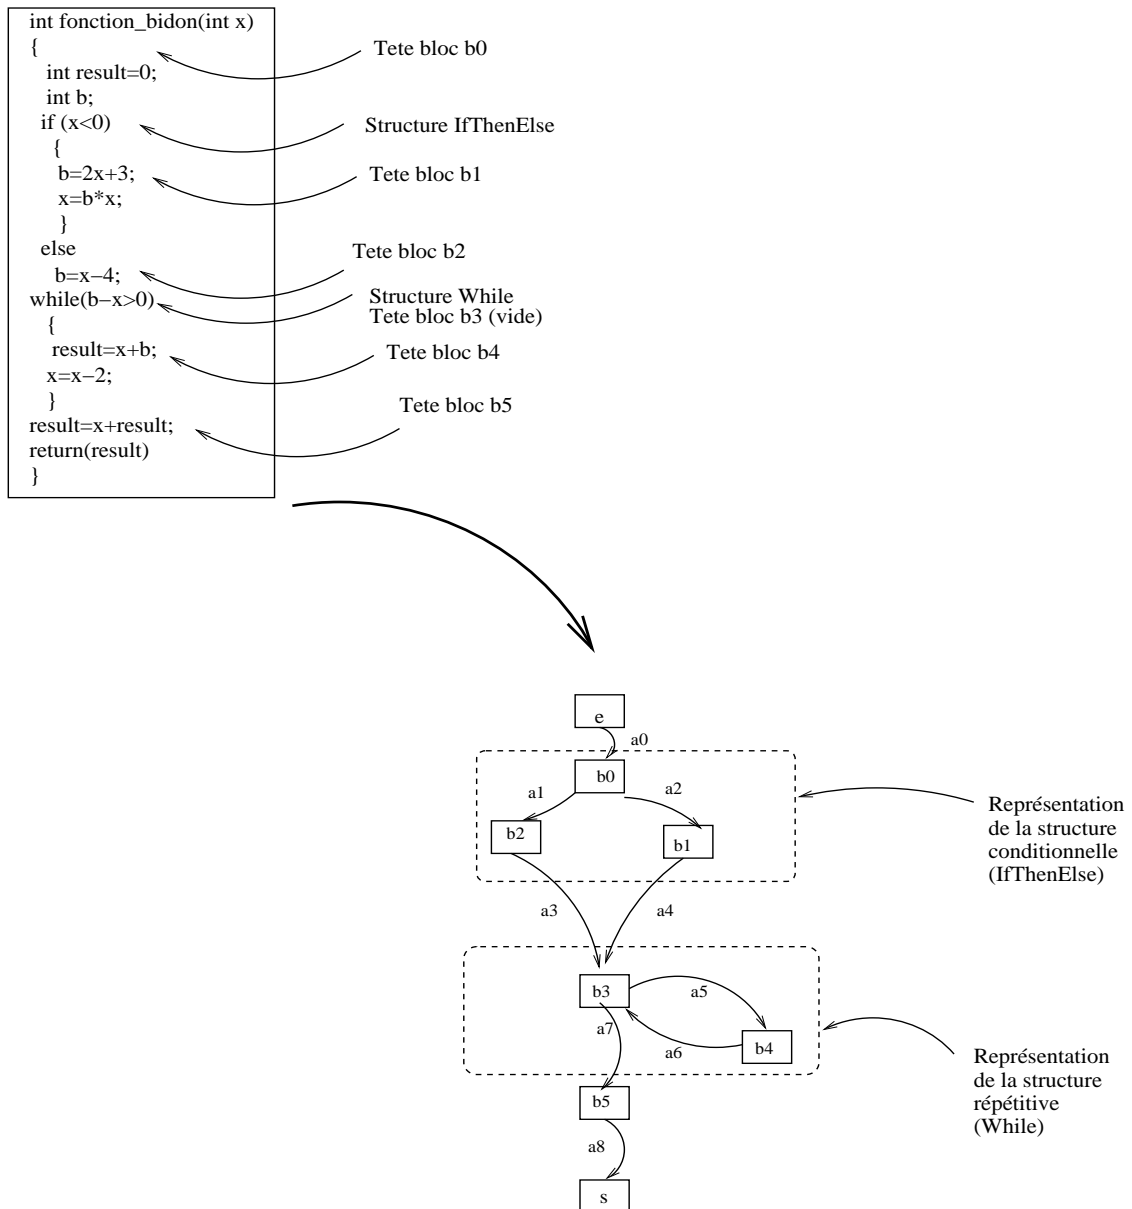 int fonction_bidon(int x)
{
int result=0;
int b;
if (x<0)
{
b=2x+3;
x=b*x;
}
else
b=x−4;
while(b−x>0)
{
result=x+b;
x=x−2;
}
result=x+result;
return(result)
}
Tete bloc b0
Structure IfThenElse
Tete bloc b1
Tete bloc b2
Structure While
Tete bloc b3 (vide)
Tete bloc b4
Tete bloc b5
e
a0
b0
a1
a2
b2
b1
a3
a4
b3
a5
a7
a6
b4
b5
a8
s
Représentation
de la structure
conditionnelle
(IfThenElse)
Représentation
de la structure
répétitive
(While)